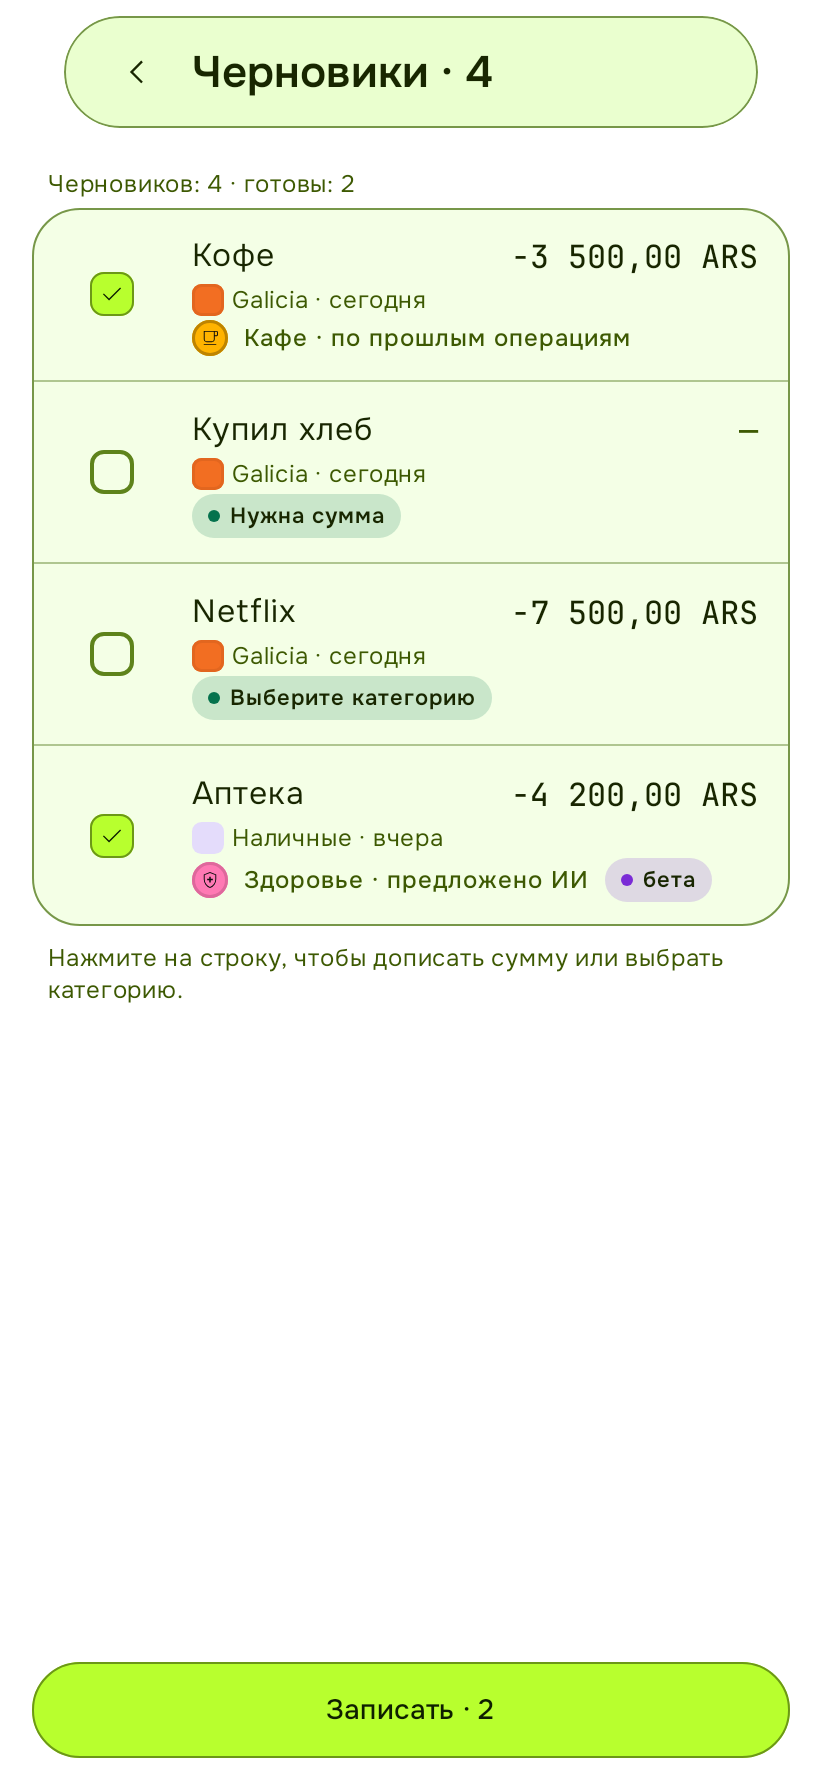 Черновики · 4
Черновиков: 4 · готовы: 2
Кофе -3 500,00 ARS
Galicia · сегодня
Кафе · по прошлым операциям
Купил хлеб —
Galicia · сегодня
Нужна сумма
Netflix -7 500,00 ARS
Galicia · сегодня
Выберите категорию
Аптека -4 200,00 ARS
Наличные · вчера
Здоровье · предложено ИИ бета
Нажмите на строку, чтобы дописать сумму или выбрать
категорию.
Записать · 2